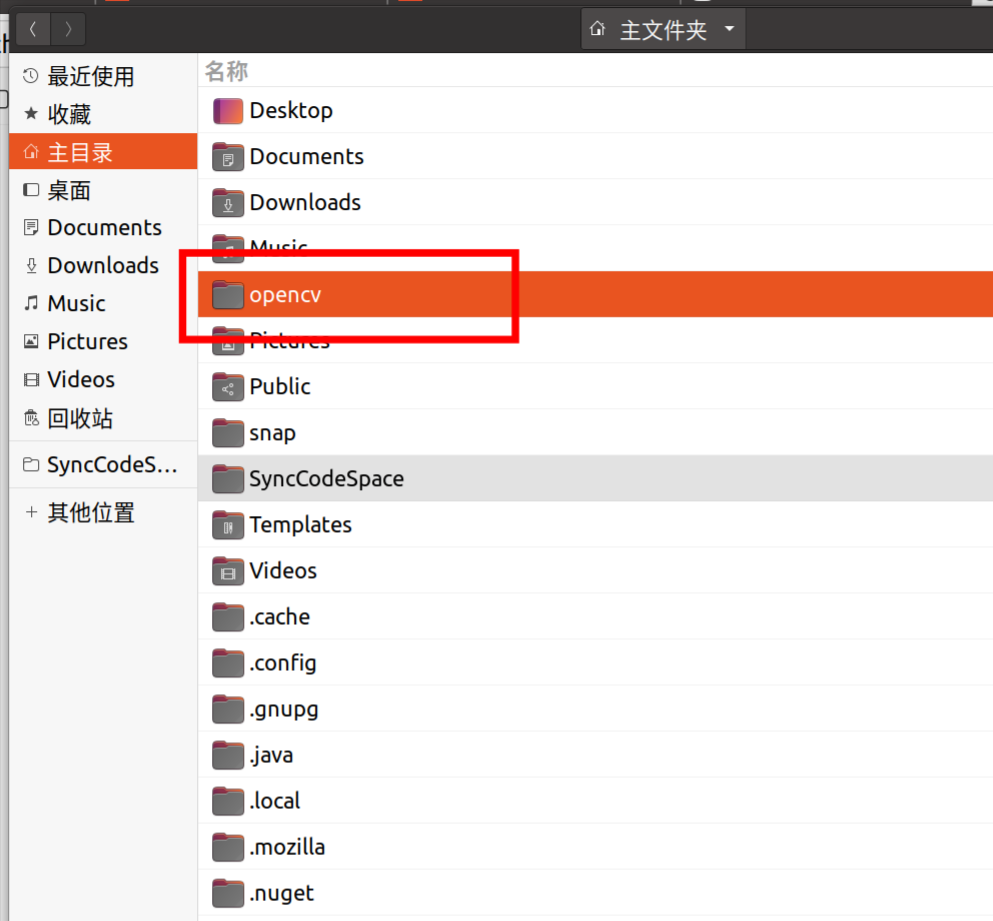 主文件夹
最近使用
收藏
主目录
桌面
Documents
Downloads
Music
Pictures
Videos
回收站
SyncCodeS...
+ 其他位置
名称
Desktop
Documents
Downloads
Music
opencv
Pictures
Public
snap
SyncCodeSpace
Templates
Videos
.cache
.config
.gnupg
.java
.local
.mozilla
.nuget